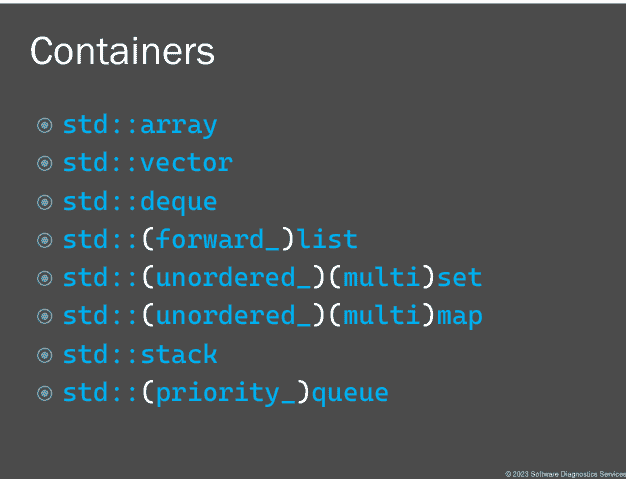 Containers
std::array
std::vector
std::deque
std::(forward_)list
std::(unordered_)(multi)set
std::(unordered_)(multi)map
std::stack
std::(priority_)queue
© 2023 Software Diagnostics Services